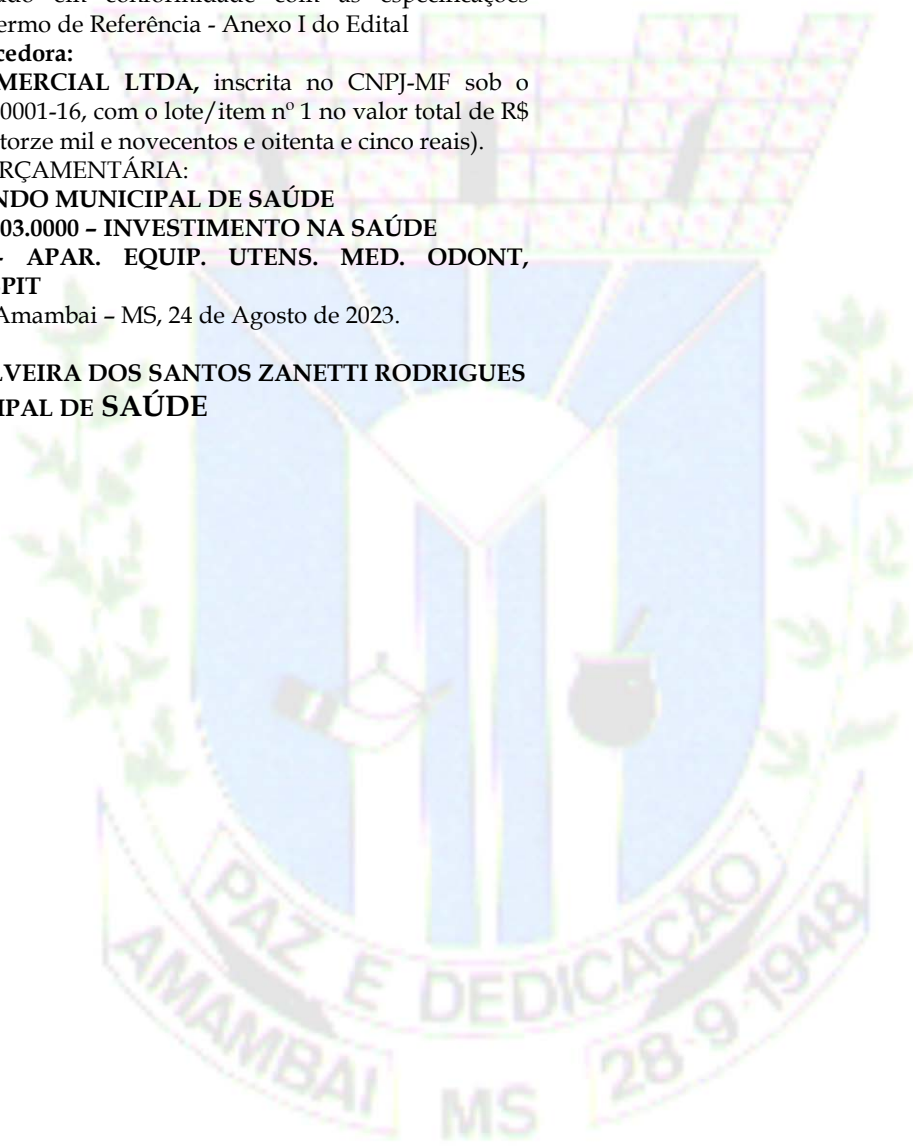 em conformidade com as especificações
ermo de Referência - Anexo I do Edital
cedora:
MERCIAL LTDA, inscrita no CNPJ-MF sob o
0001-16, com o lote/item nº 1 no valor total de R$
torze mil e novecentos e oitenta e cinco reais).
RÇAMENTÁRIA:
NDO MUNICIPAL DE SAÚDE
03.0000 – INVESTIMENTO NA SAÚDE
- APAR. EQUIP. UTENS. MED. ODONT,
PIT
Amambai – MS, 24 de Agosto de 2023.
LVEIRA DOS SANTOS ZANETTI RODRIGUES
IPAL DE SAÚDE
PAZ E DEDICAÇÃO
AMAMBAI MS 28-9-1948